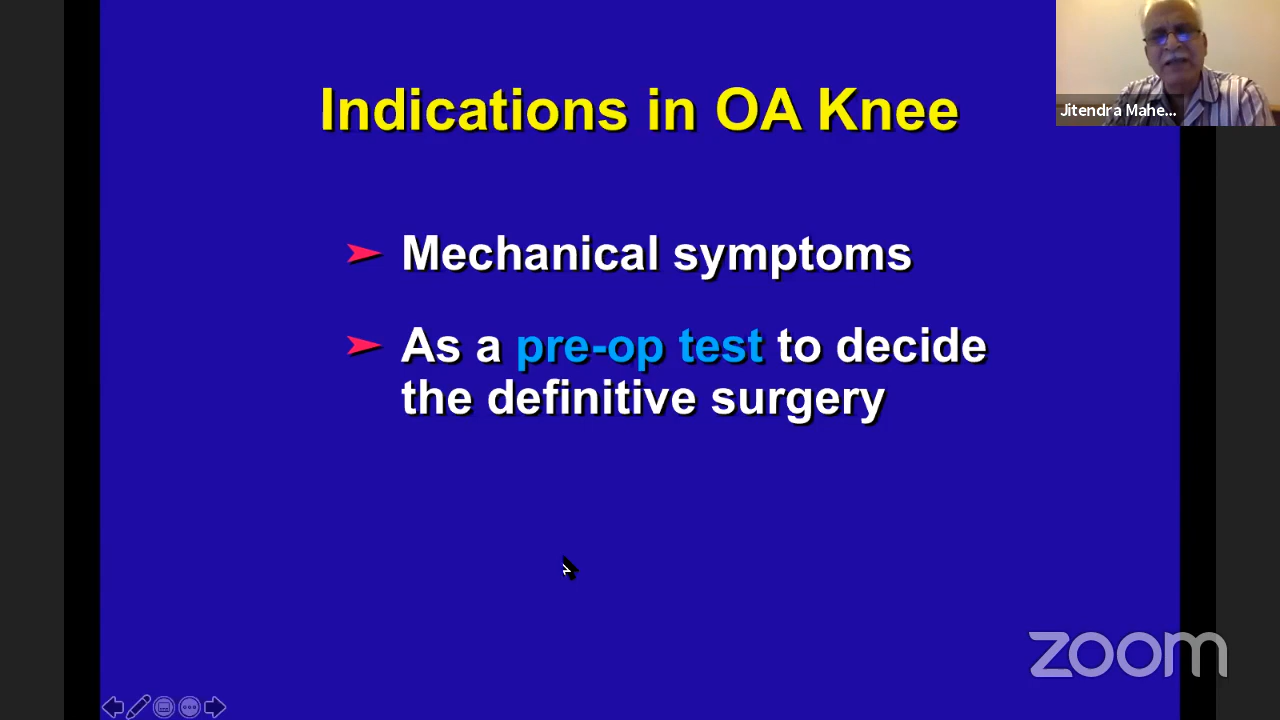 Indications in OA Knee
Jitendra Mahe...
➤ Mechanical symptoms
➤ As a pre-op test to decide
the definitive surgery
zoom